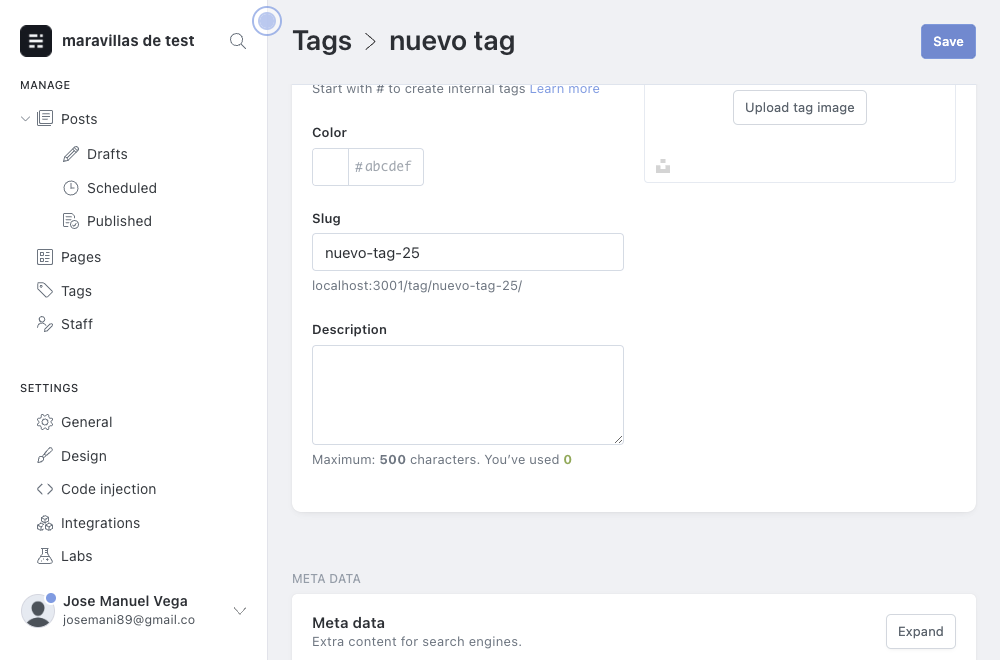 maravilles de test
MANAGE
Posts
Drafts
Scheduled
Published
Pages
Tags
Staff
SETTINGS
General
Design
Code injection
Integrations
Labs
Jose Manuel Vega
josemani89@gmail.co
Tags > nuevo tag
Save
Start with # to create internal tags Learn more
Upload tag image
Color
#abcdef
Slug
nuevo-tag-25
localhost:3001/tag/nuevo-tag-25/
Description
Maximum: 500 characters. You’ve used 0
META DATA
Meta data
Extra content for search engines.
Expand